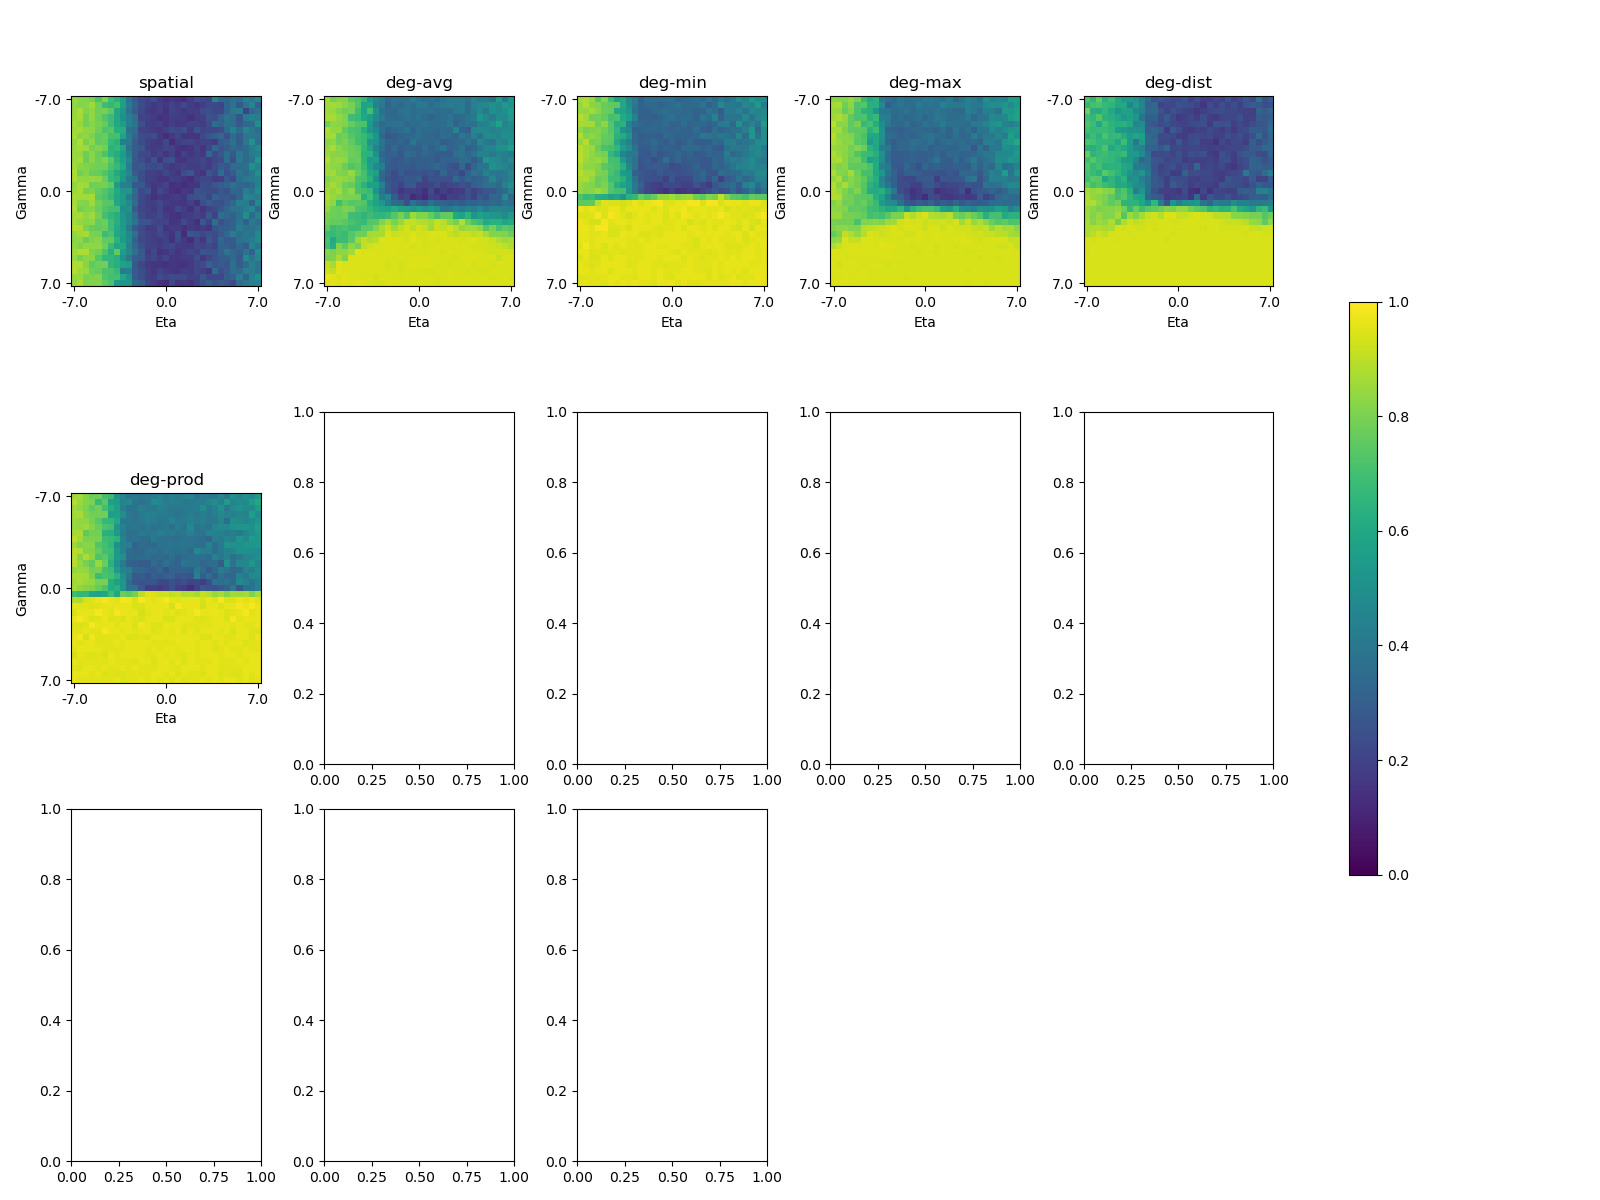 spatial deg-avg deg-min deg-max deg-dist
-7.0 -7.0 -7.0 -7.0 -7.0
Gamma Gamma Gamma Gamma Gamma
0.0 0.0 0.0 0.0 0.0
7.0 7.0 7.0 7.0 7.0
-7.0 0.0 7.0 -7.0 0.0 7.0 -7.0 0.0 7.0 -7.0 0.0 7.0 -7.0 0.0 7.0
Eta Eta Eta Eta Eta
1.0
0.8
0.6
0.4
0.2
0.0
deg-prod
-7.0
Gamma
0.0
7.0
-7.0 0.0 7.0
Eta
1.0 1.0 1.0 1.0
0.8 0.8 0.8 0.8
0.6 0.6 0.6 0.6
0.4 0.4 0.4 0.4
0.2 0.2 0.2 0.2
0.0 0.0 0.0 0.0
0.00 0.25 0.50 0.75 1.00 0.00 0.25 0.50 0.75 1.00 0.00 0.25 0.50 0.75 1.00 0.00 0.25 0.50 0.75 1.00
1.0 1.0 1.0
0.8 0.8 0.8
0.6 0.6 0.6
0.4 0.4 0.4
0.2 0.2 0.2
0.0 0.0 0.0
0.00 0.25 0.50 0.75 1.00 0.00 0.25 0.50 0.75 1.00 0.00 0.25 0.50 0.75 1.00